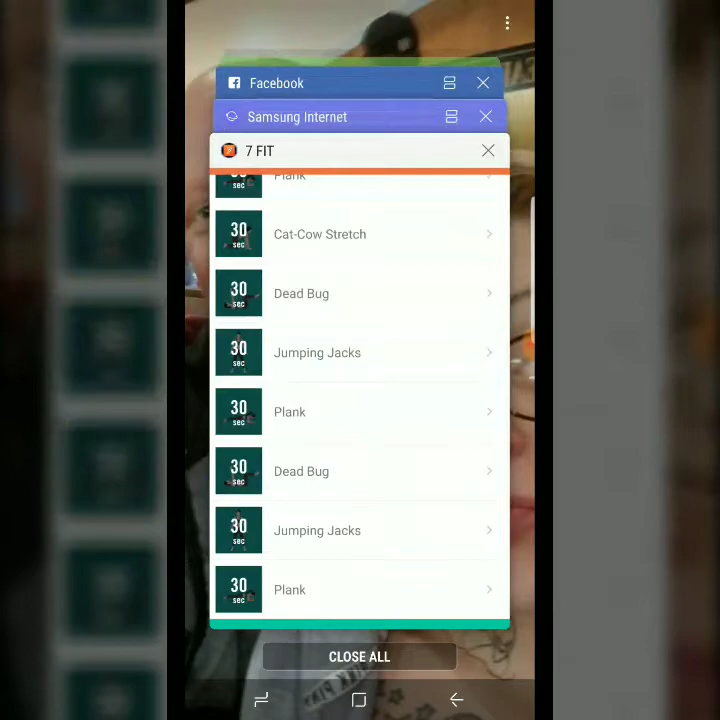 Facebook
Samsung Internet
7 FIT
Plank
sec
30
sec
Cat-Cow Stretch
30
sec
Dead Bug
30
sec
Jumping Jacks
30
sec
Plank
30
sec
Dead Bug
30
sec
Jumping Jacks
30
sec
Plank
CLOSE ALL